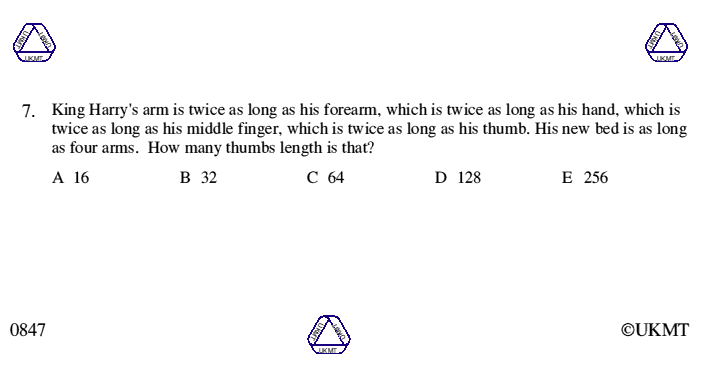 UKMT UKMT UKMT
UKMT UKMT UKMT
7. King Harry's arm is twice as long as his forearm, which is twice as long as his hand, which is
twice as long as his middle finger, which is twice as long as his thumb. His new bed is as long
as four arms. How many thumbs length is that?
A 16 B 32 C 64 D 128 E 256
0847
UKMT UKMT UKMT
©UKMT